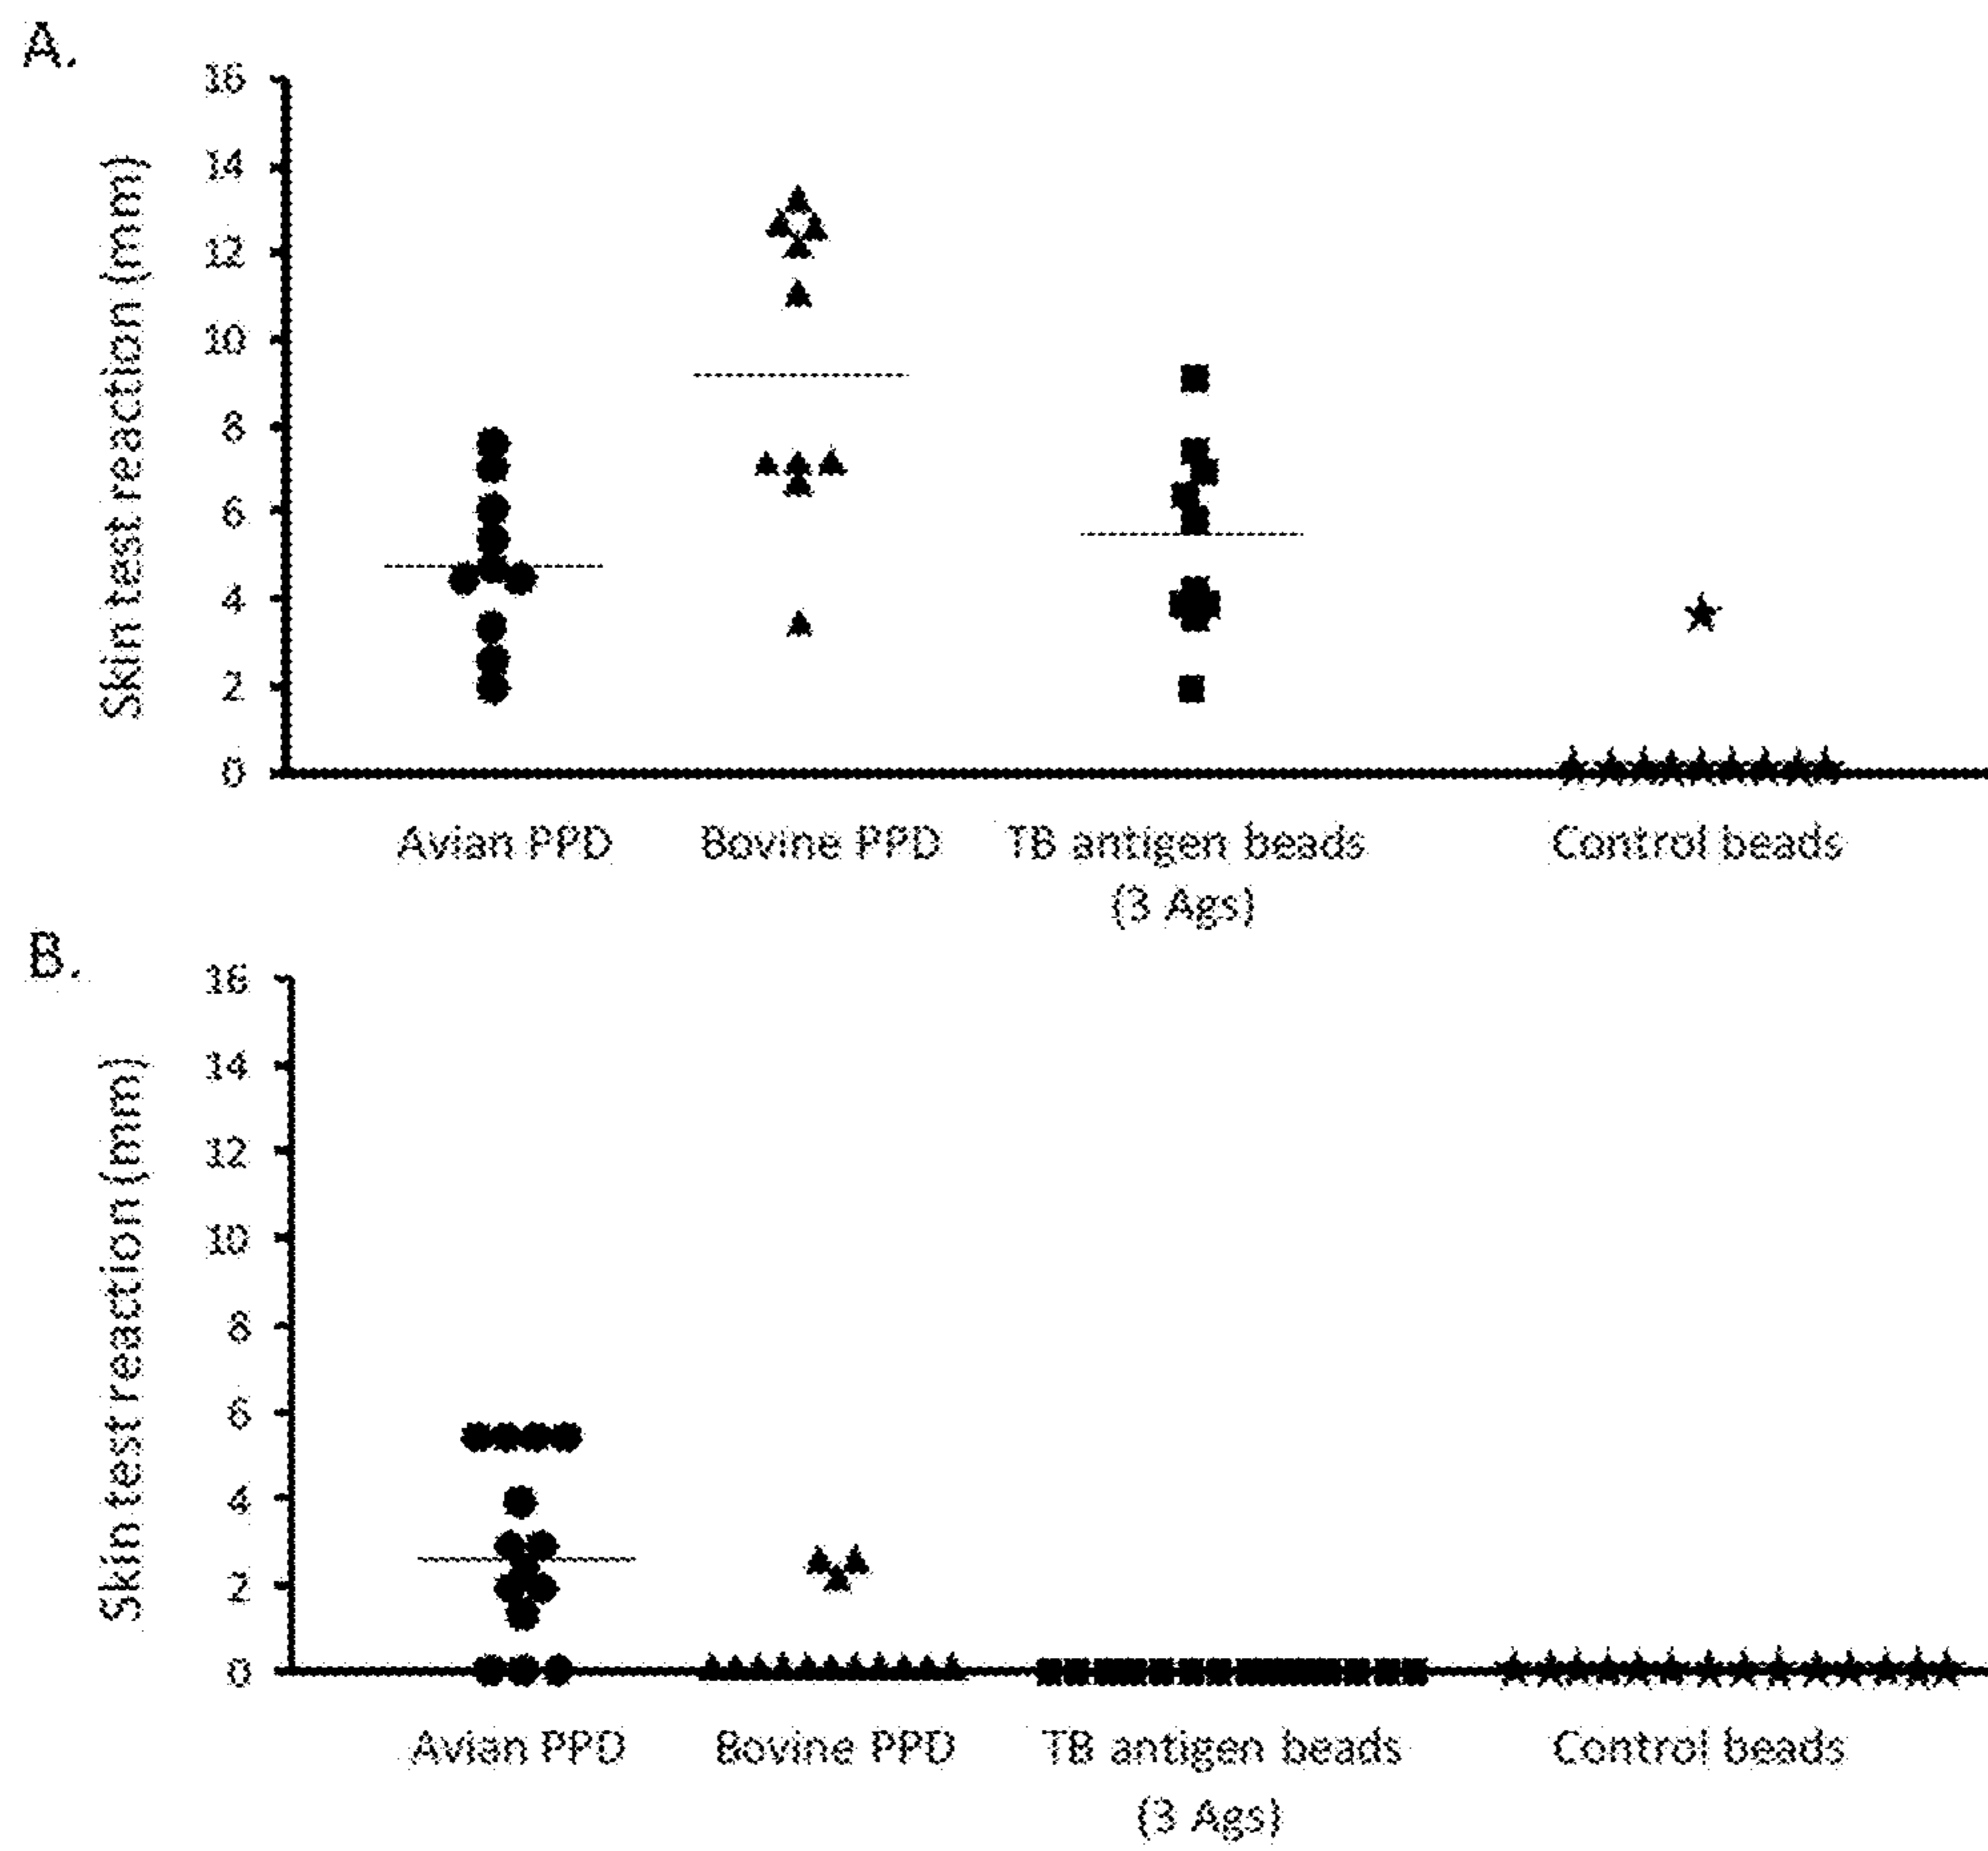 A.
Skin test reaction (mm)
16
14
12
10
8
6
4
2
0
Avian PPD
Bovine PPD
TB antigen beads
(3 Ags)
Control beads
B.
Skin test reaction (mm)
16
14
12
10
8
6
4
2
0
Avian PPD
Bovine PPD
TB antigen beads
(3 Ags)
Control beads